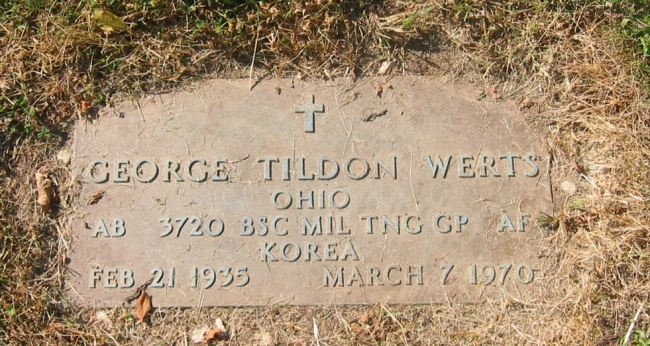 GEORGE TILDON WERTS
OHIO
AB 3720 BSC MIL TNG GP AF
KOREA
FEB 21 1935 MARCH 7 1970